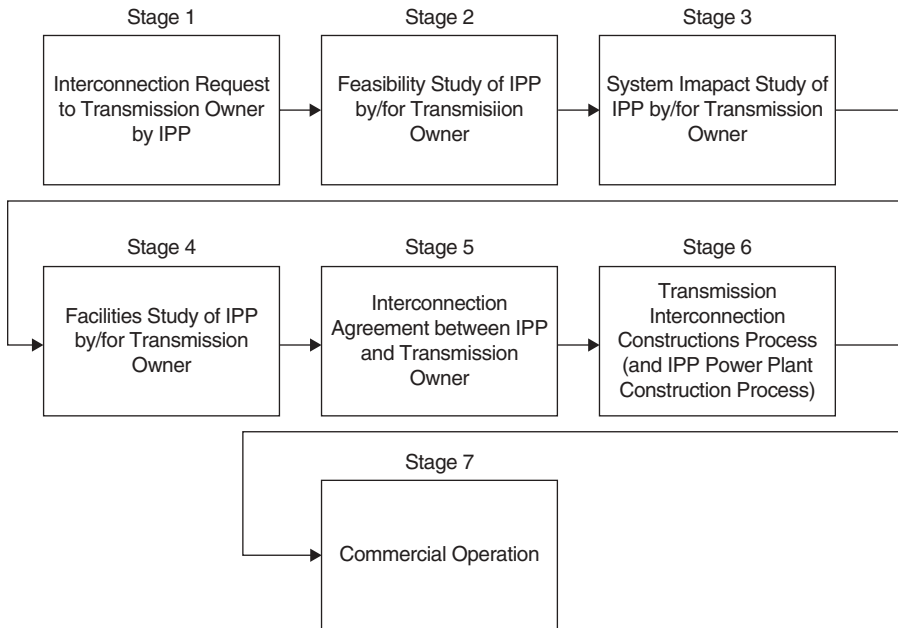 Stage 1
Interconnection Request
to Transmission Owner
by IPP
Stage 2
Feasibility Study of IPP
by/for Transmisiion
Owner
Stage 3
System Imapact Study of
IPP by/for Transmission
Owner
Stage 4
Facilities Study of IPP
by/for Transmission
Owner
Stage 5
Interconnection
Agreement between IPP
and Transmission
Owner
Stage 6
Transmission
Interconnection
Constructions Process
(and IPP Power Plant
Construction Process)
Stage 7
Commercial Operation